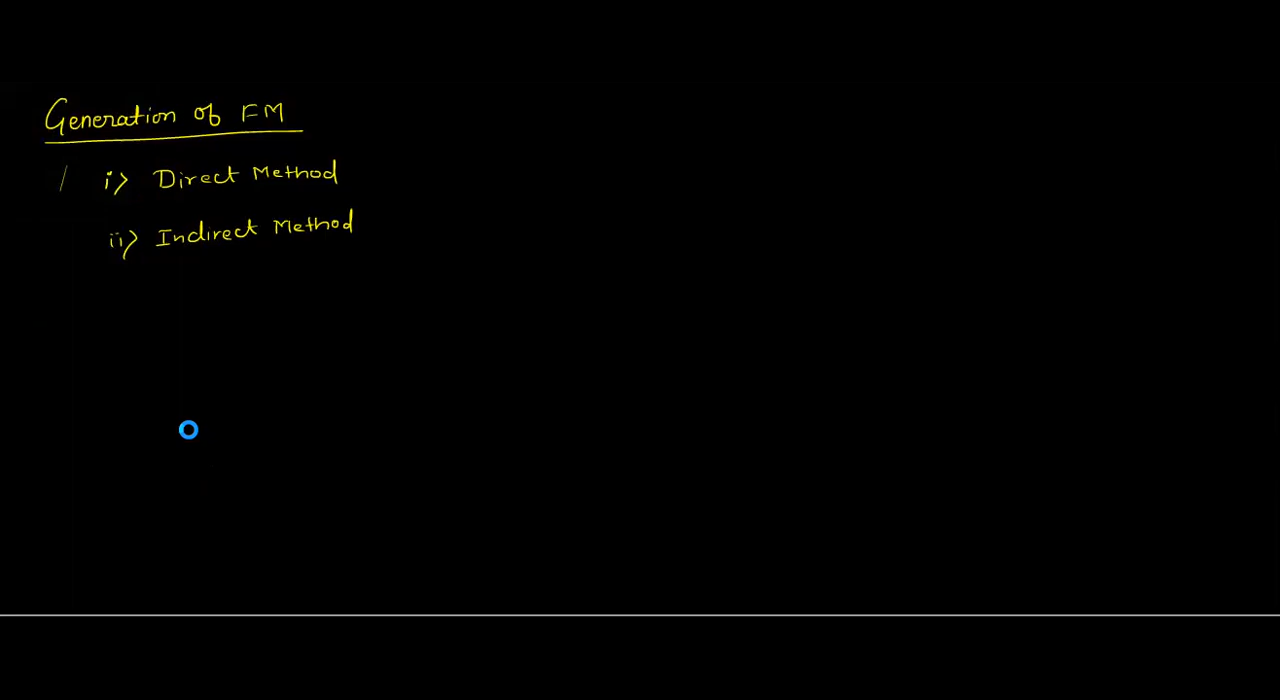 Generation of FM
i) Direct Method
ii) Indirect Method